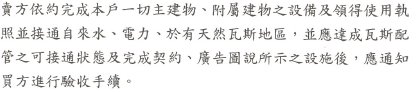 賣方依約完成本戶一切主建物、附屬建物之設備及領得使用執
照並接通自來水、電力、於有天然瓦斯地區，並應達成瓦斯配
管之可接通狀態及完成契約、廣告圖說所示之設施後，應通知
買方進行驗收手續。